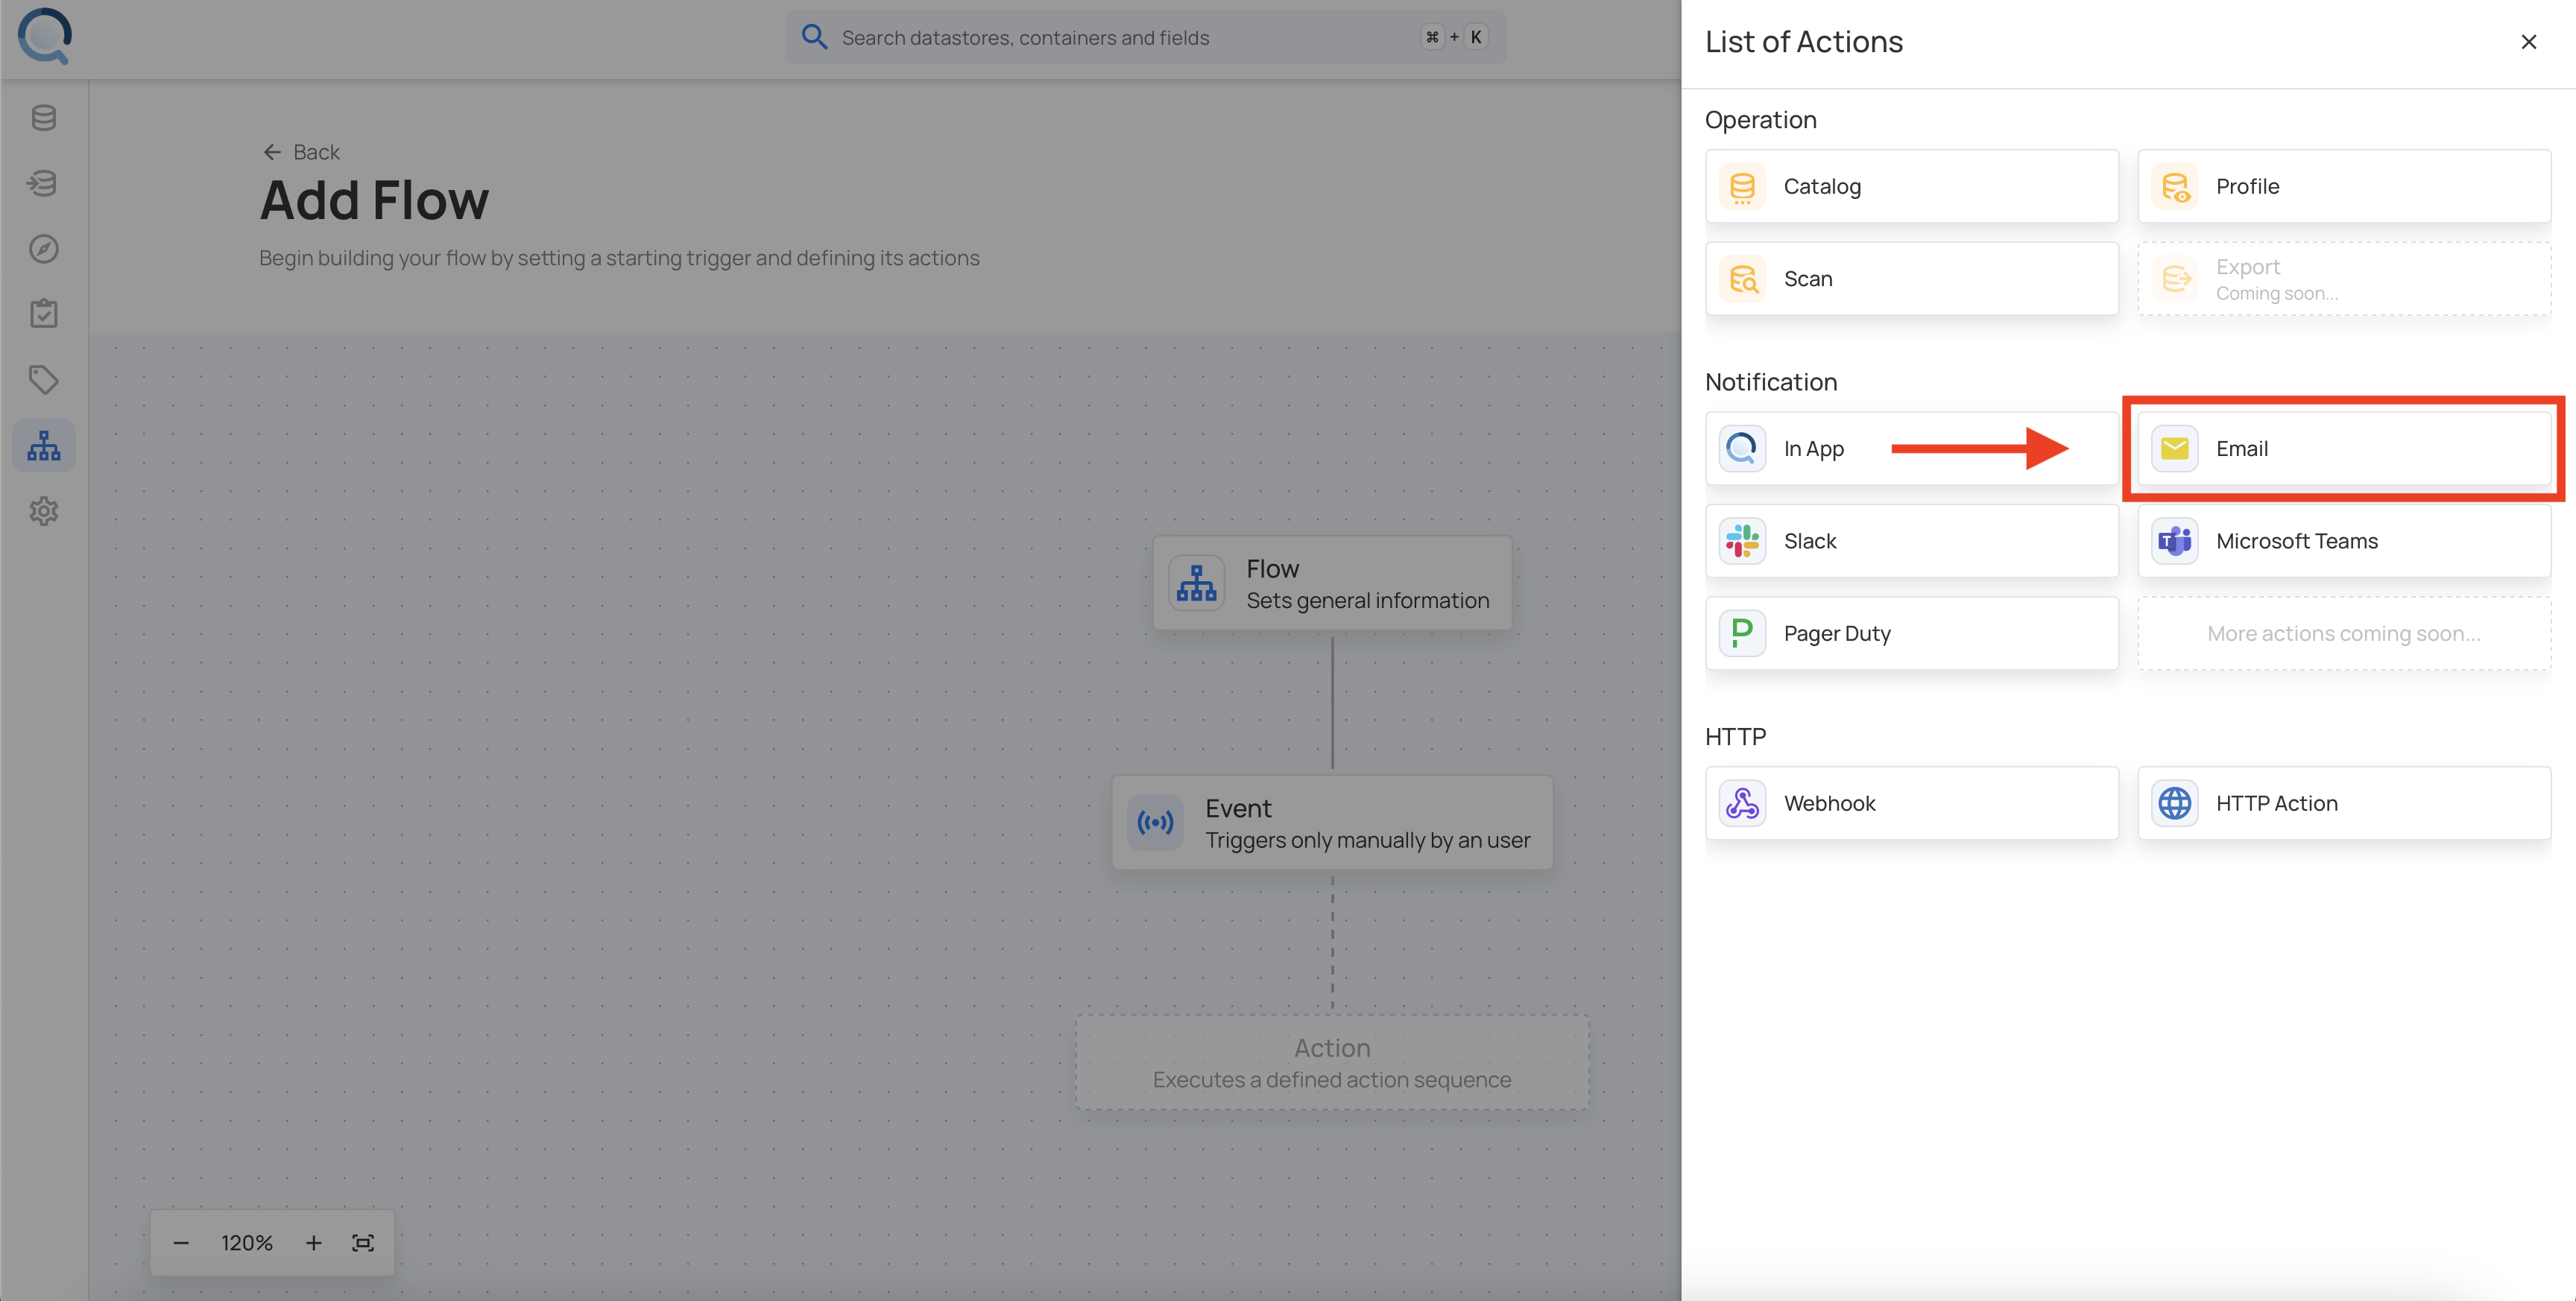 Search datastores, containers and fields
⌘ + K
Back
Add Flow
Begin building your flow by setting a starting trigger and defining its actions
Flow
Sets general information
Event
Triggers only manually by an user
Action
Executes a defined action sequence
120%
List of Actions
Operation
Catalog
Profile
Scan
Export
Coming soon...
Notification
In App
Email
Slack
Microsoft Teams
Pager Duty
More actions coming soon...
HTTP
Webhook
HTTP Action